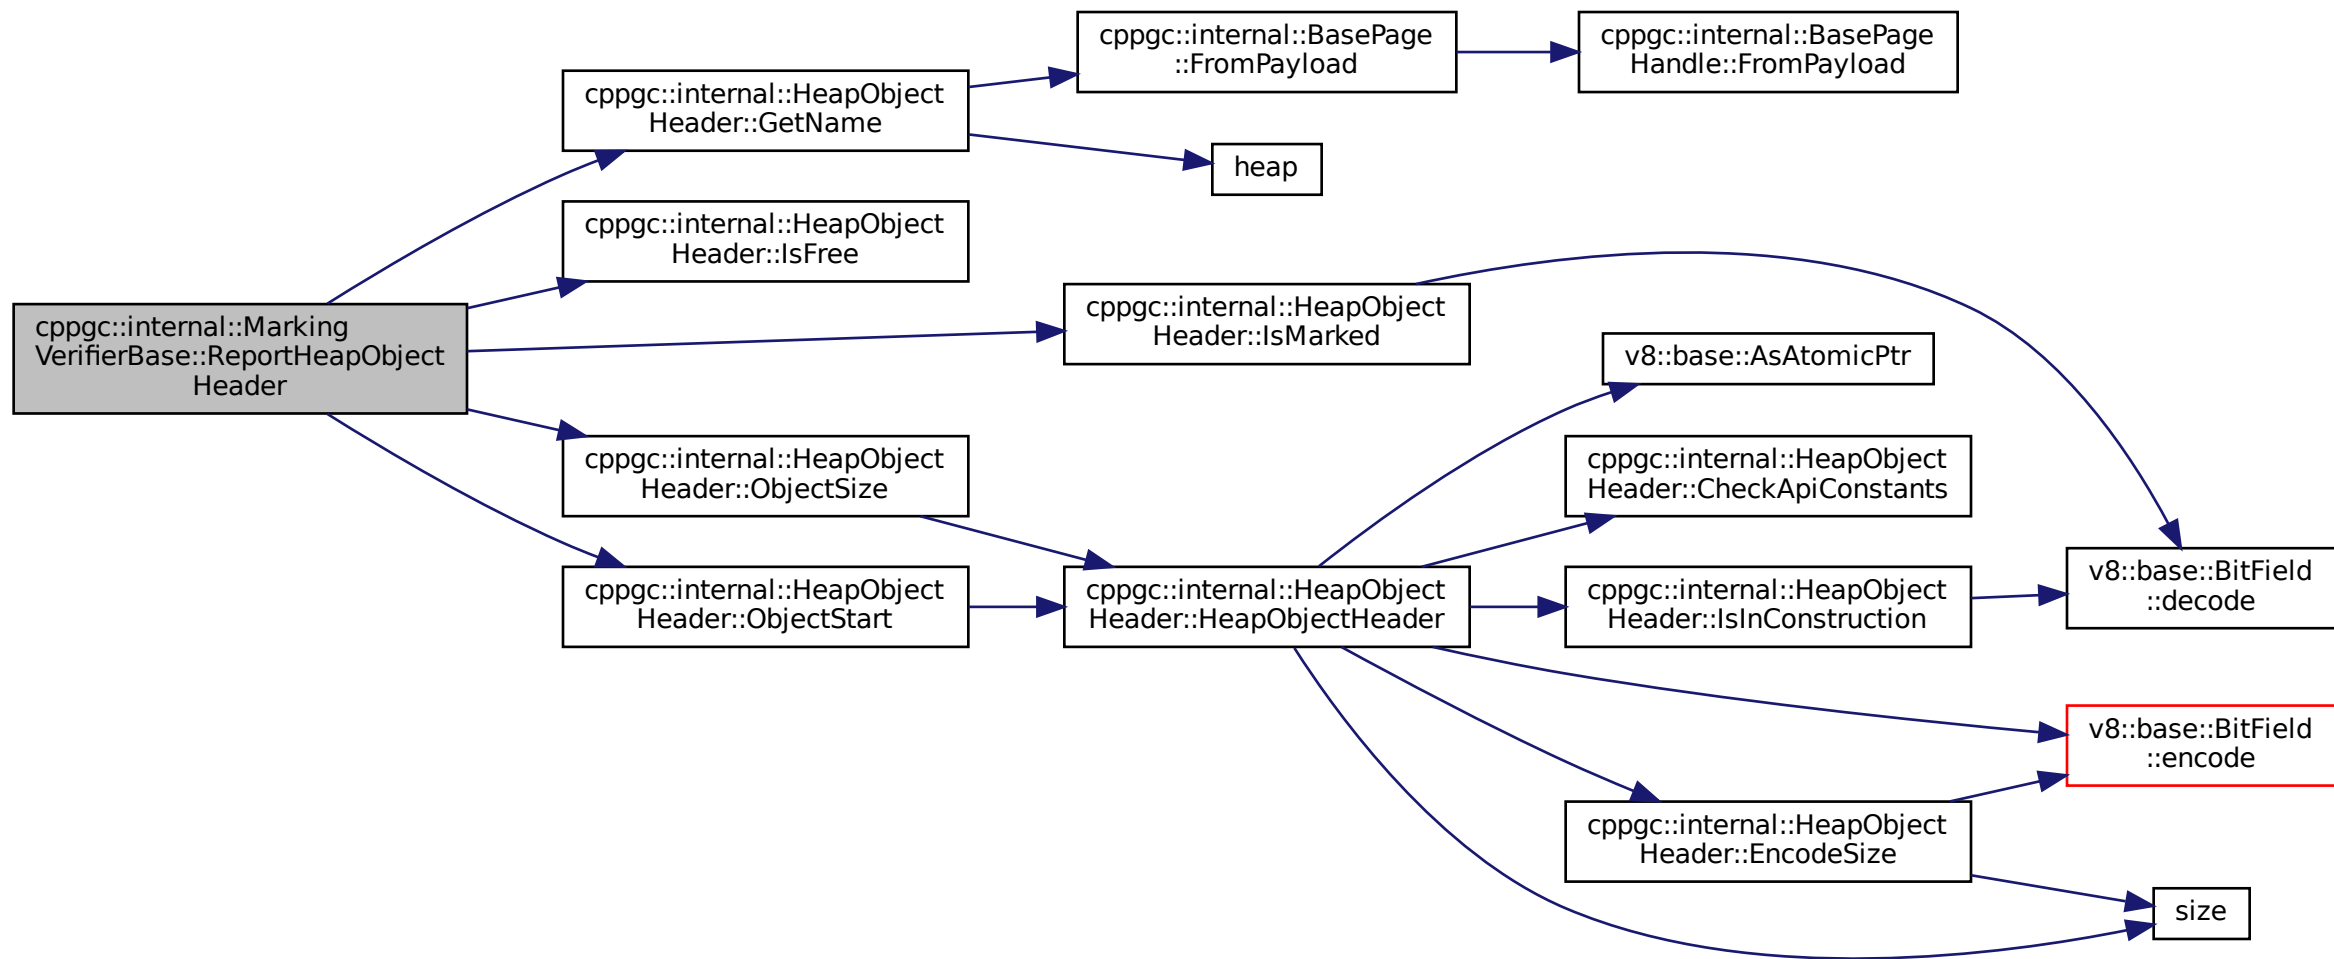 cppgc::internal::Marking
VerifierBase::ReportHeapObject
Header
cppgc::internal::HeapObject
Header::GetName
cppgc::internal::BasePage
::FromPayload
cppgc::internal::BasePage
Handle::FromPayload
heap
cppgc::internal::HeapObject
Header::IsFree
cppgc::internal::HeapObject
Header::IsMarked
cppgc::internal::HeapObject
Header::ObjectSize
cppgc::internal::HeapObject
Header::ObjectStart
cppgc::internal::HeapObject
Header::HeapObjectHeader
v8::base::AsAtomicPtr
cppgc::internal::HeapObject
Header::CheckApiConstants
cppgc::internal::HeapObject
Header::IsInConstruction
v8::base::BitField
::decode
v8::base::BitField
::encode
cppgc::internal::HeapObject
Header::EncodeSize
size